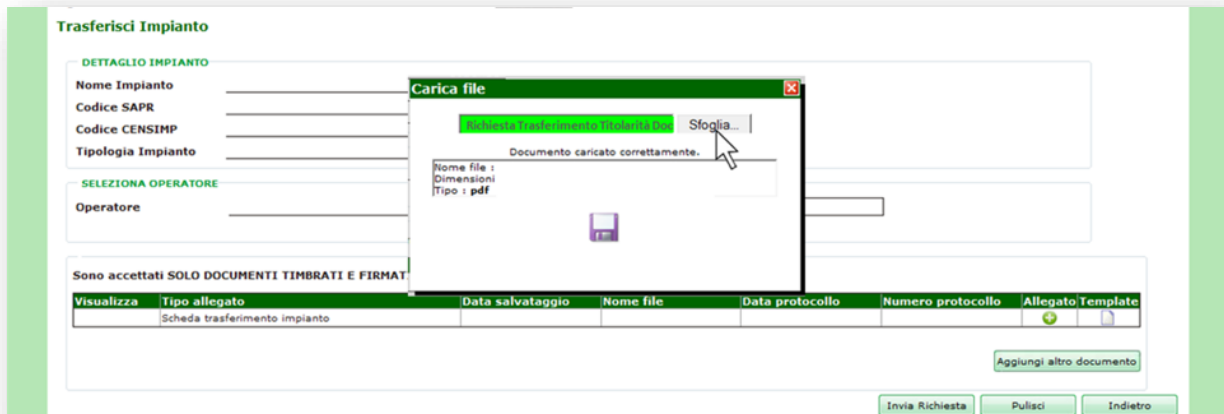 Trasferisci Impianto
DETTAGLIO IMPIANTO
Nome Impianto
Codice SAPR
Codice CENSIMP
Tipologia Impianto
SELEZIONA OPERATORE
Operatore
Carica file
Richiesta Trasferimento Titolarità Doc Sfoglia...
Documento caricato correttamente.
Nome file :
Dimensioni
Tipo : pdf
Sono accettati SOLO DOCUMENTI TIMBRATI E FIRMAT
Visualizza Tipo allegato Data salvataggio Nome file Data protocollo Numero protocollo Allegato Template
Scheda trasferimento impianto
Aggiungi altro documento
Invia Richiesta Pulisci Indietro